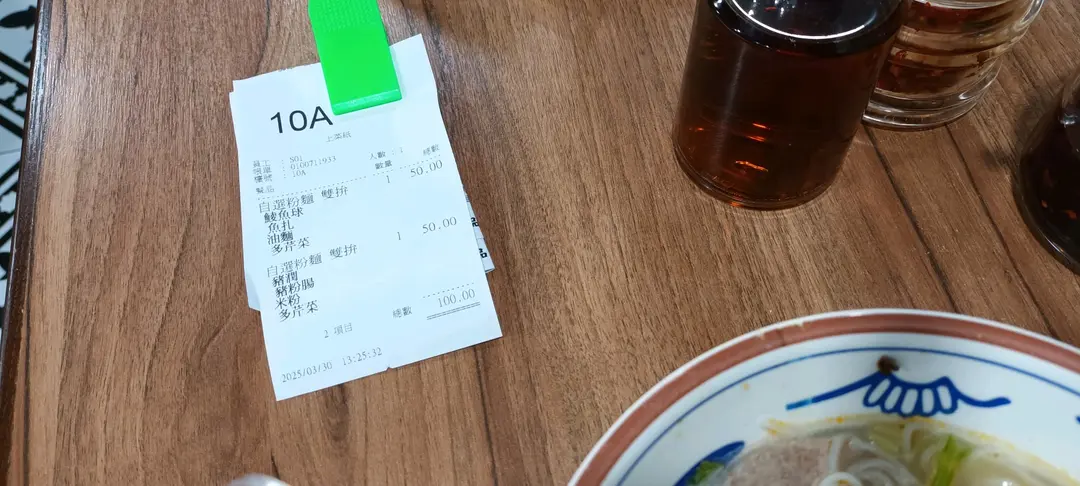 10A
上菜紙
員工 : S01
帳單 : 0100711933 人數 : 1
檯號 : 10A
餐品 數量 總數
自選粉麵 雙拼 1 50.00
鯪魚球
魚扎
油麵
多芹菜
自選粉麵 雙拼 1 50.00
豬潤
豬粉腸
米粉
多芹菜
100.00
2 項目 總數
2025/03/30 13:25:32
品